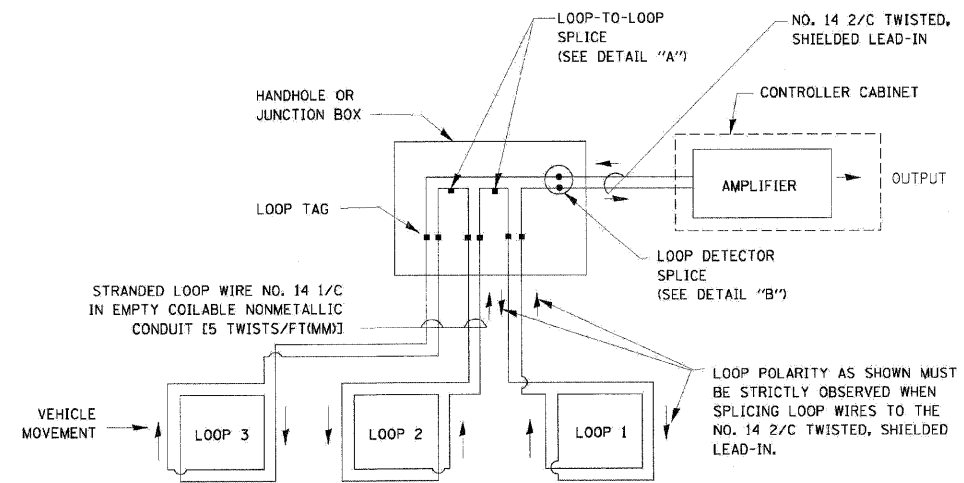 LOOP-TO-LOOP
SPLICE
(SEE DETAIL "A")
NO. 14 2/C TWISTED,
SHIELDED LEAD-IN
HANDHOLE OR
JUNCTION BOX
CONTROLLER CABINET
AMPLIFIER
OUTPUT
LOOP TAG
LOOP DETECTOR
SPLICE
(SEE DETAIL "B")
STRANDED LOOP WIRE NO. 14 1/C
IN EMPTY COILABLE NONMETALLIC
CONDUIT [5 TWISTS/FT(MM)]
LOOP POLARITY AS SHOWN MUST
BE STRICTLY OBSERVED WHEN
SPLICING LOOP WIRES TO THE
NO. 14 2/C TWISTED, SHIELDED
LEAD-IN.
VEHICLE
MOVEMENT
LOOP 3
LOOP 2
LOOP 1